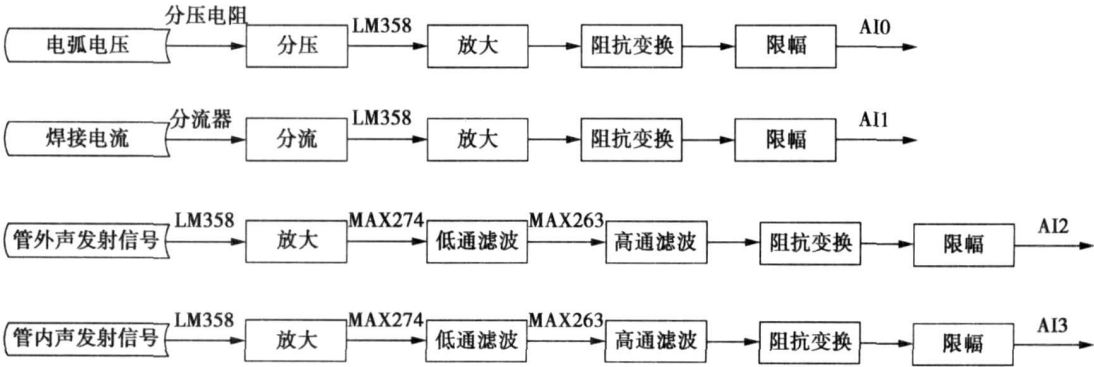 电弧电压 分压电阻 分压 LM358 放大 阻抗变换 限幅 AI0
焊接电流 分流器 分流 LM358 放大 阻抗变换 限幅 AI1
管外声发射信号 LM358 放大 MAX274 低通滤波 MAX263 高通滤波 阻抗变换 限幅 AI2
管内声发射信号 LM358 放大 MAX274 低通滤波 MAX263 高通滤波 阻抗变换 限幅 AI3